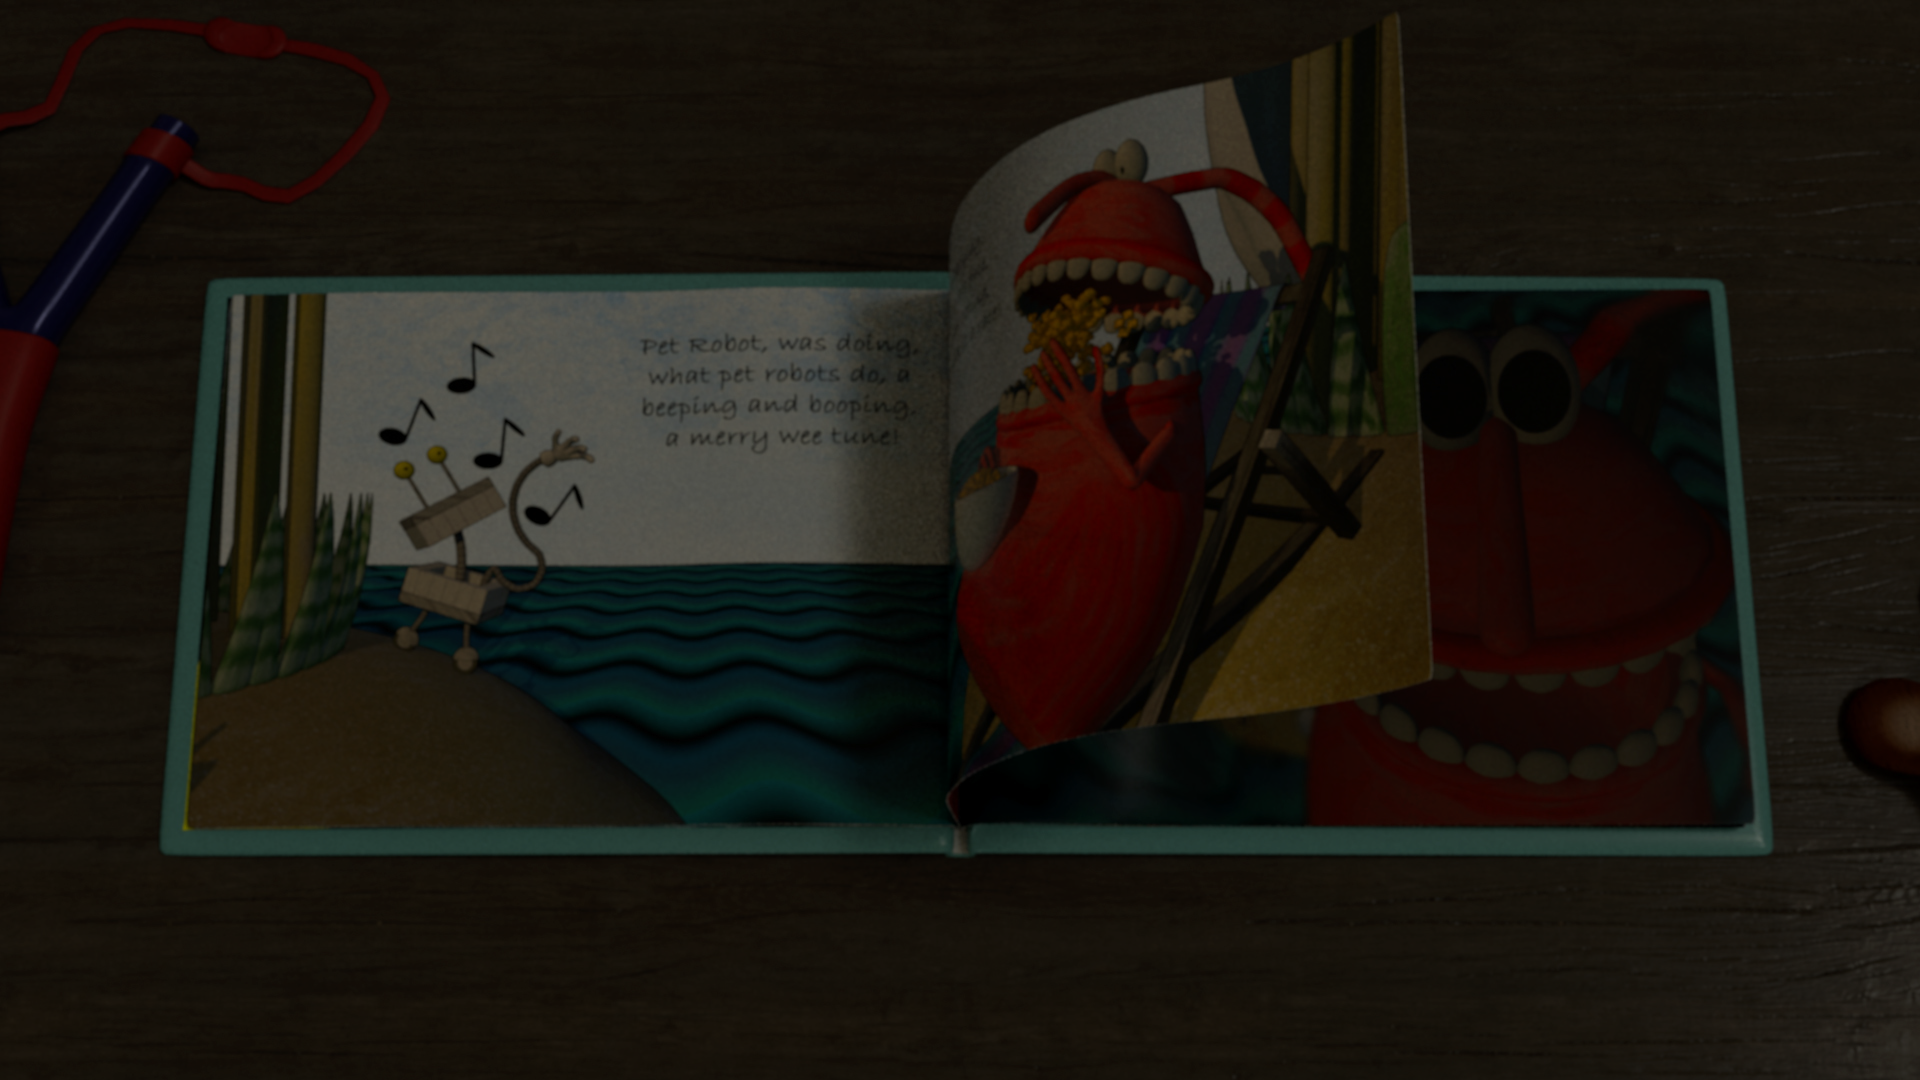 Pet Robot, was doing,
what pet robots do, a
beeping and booping,
a merry wee tune!